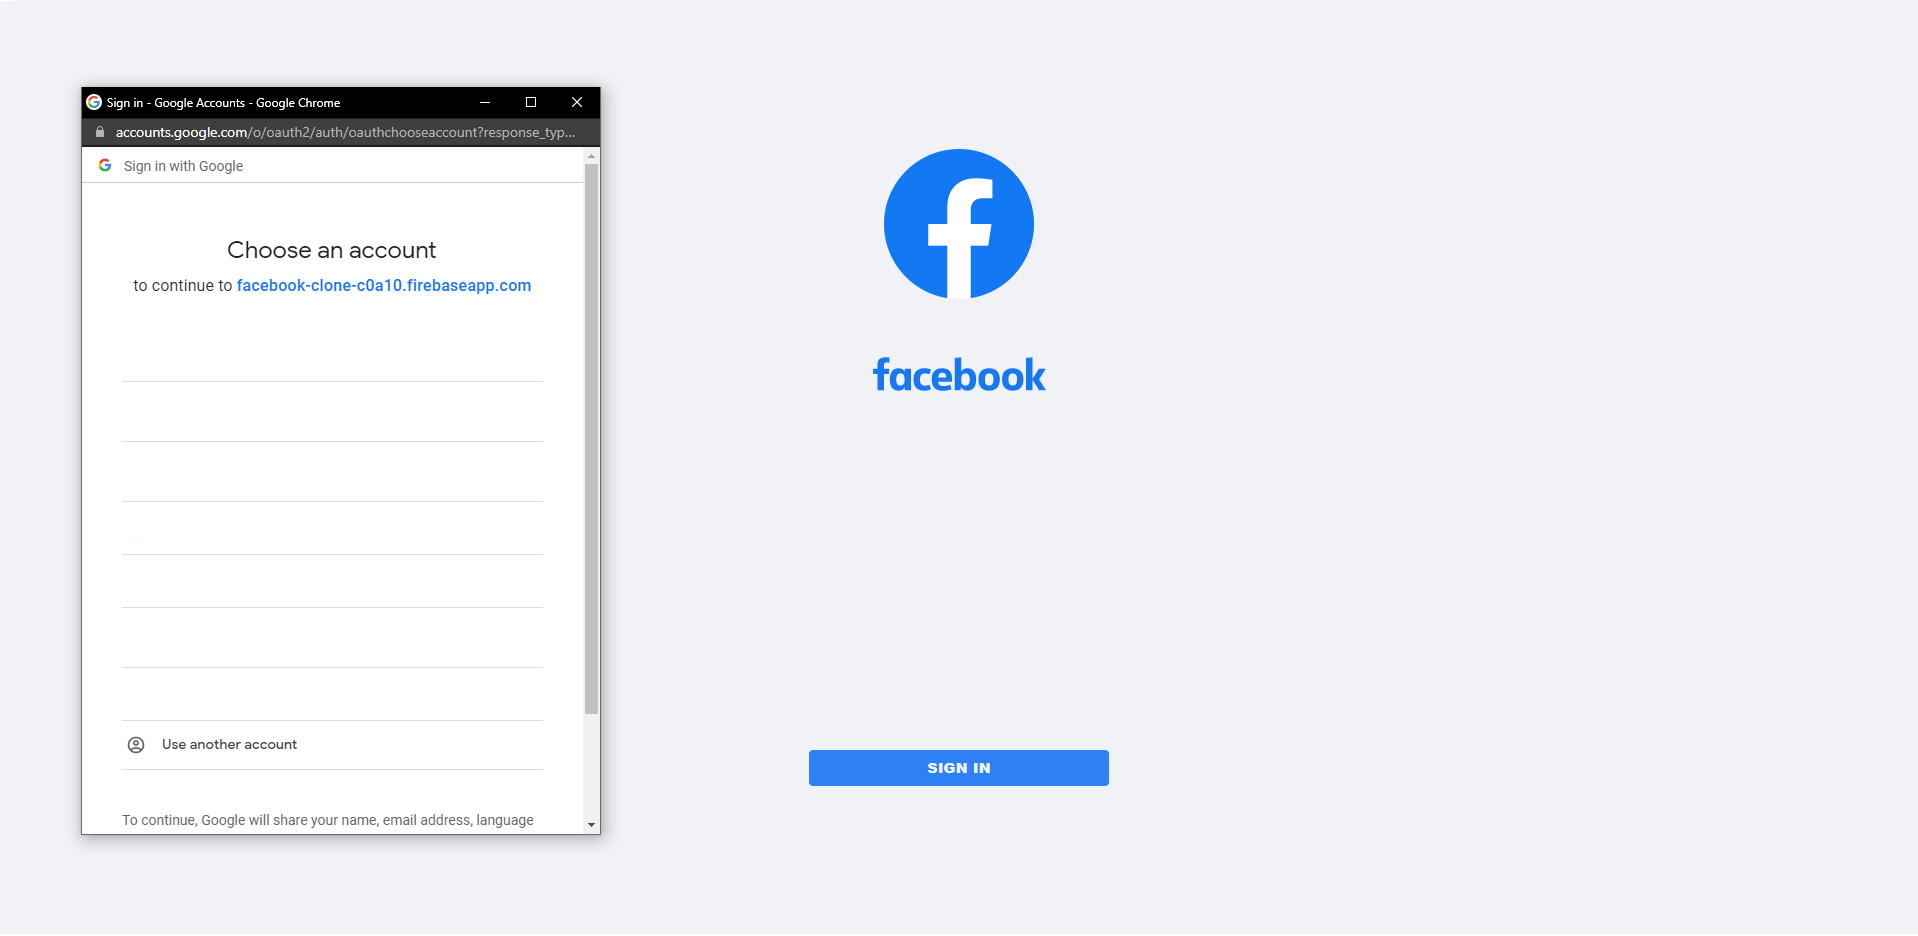 Sign in - Google Accounts - Google Chrome
accounts.google.com/o/oauth2/auth/oauthchooseaccount?response_typ...
Sign in with Google
Choose an account
to continue to facebook-clone-c0a10.firebaseapp.com
Use another account
To continue, Google will share your name, email address, language
facebook
SIGN IN